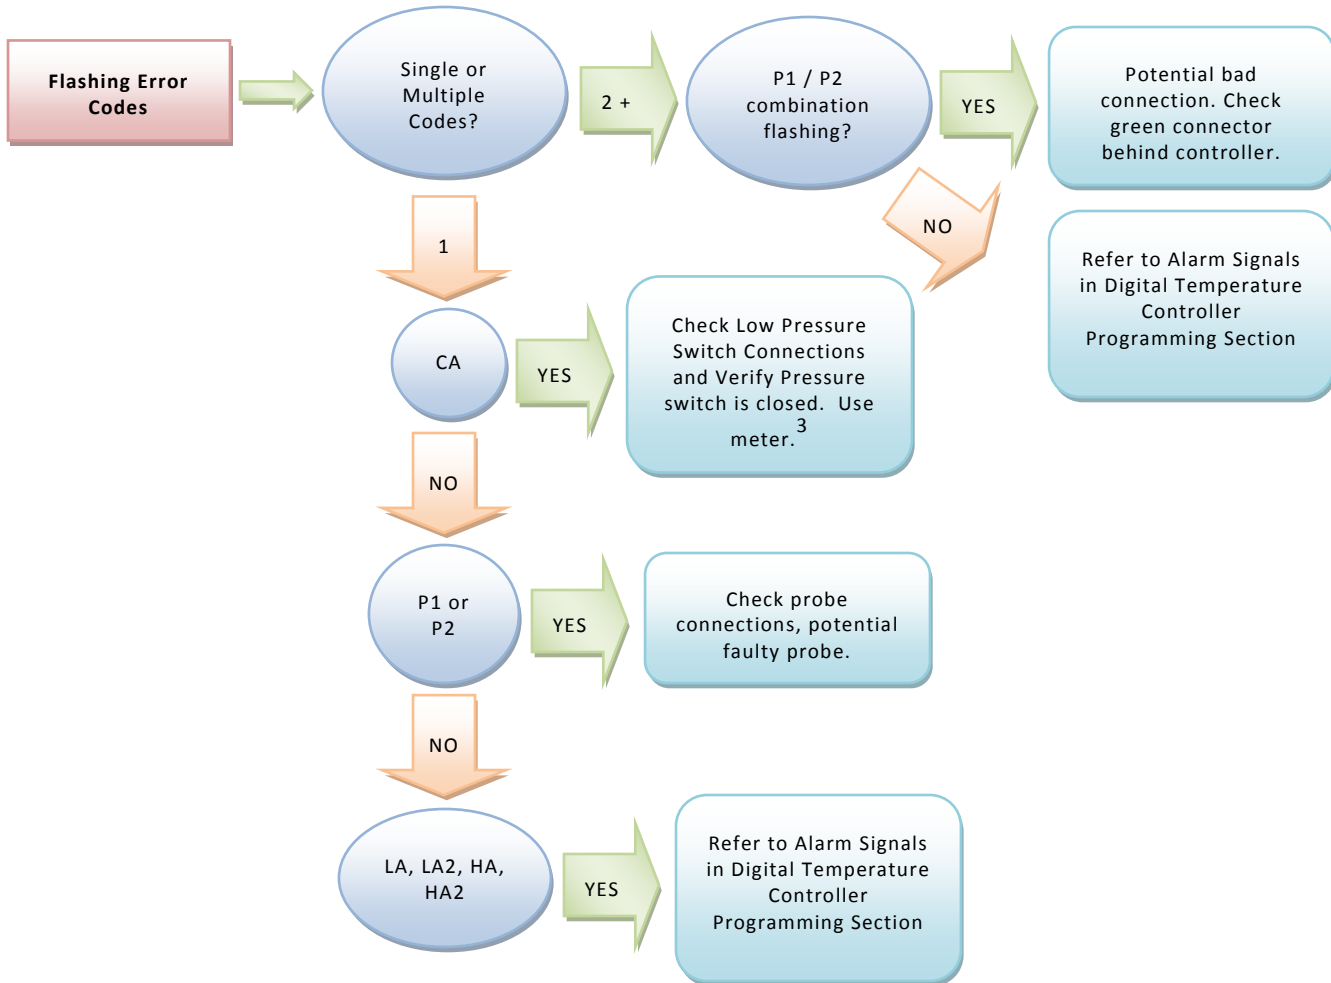 Flashing Error
Codes
Single or
Multiple
Codes?
2 +
P1 / P2
combination
flashing?
YES
Potential bad
connection. Check
green connector
behind controller.
NO
Refer to Alarm Signals
in Digital Temperature
Controller
Programming Section
1
CA
YES
Check Low Pressure
Switch Connections
and Verify Pressure
switch is closed.  Use
meter.3
NO
P1 or
P2
YES
Check probe
connections, potential
faulty probe.
NO
LA, LA2, HA,
HA2
YES
Refer to Alarm Signals
in Digital Temperature
Controller
Programming Section